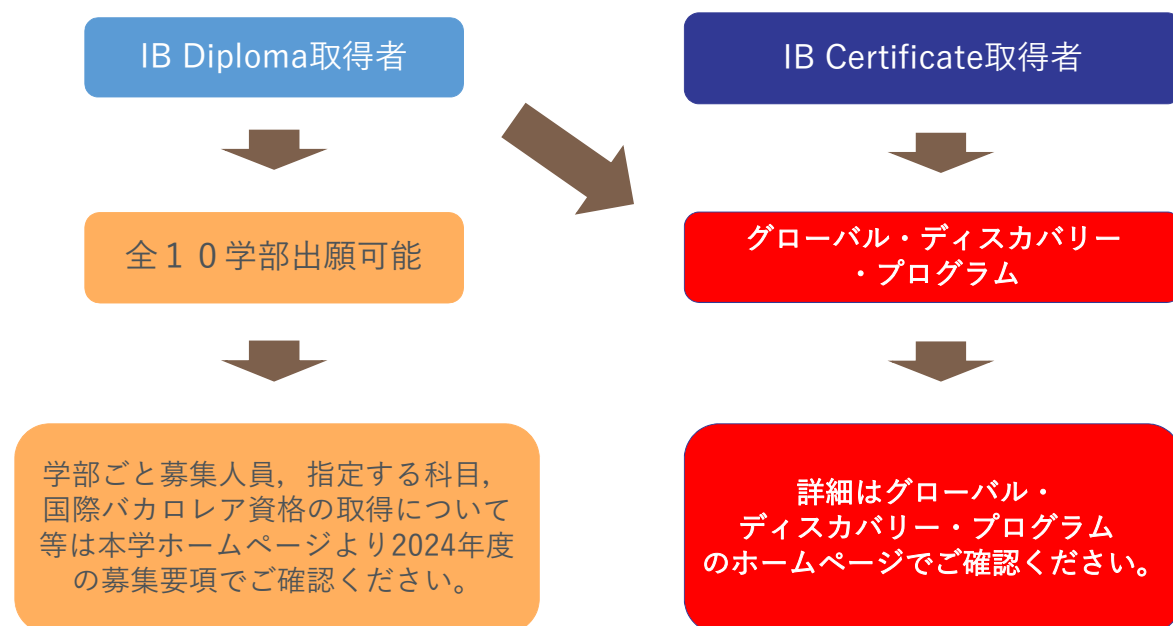 IB Diploma取得者
IB Certificate取得者
全１０学部出願可能
グローバル・ディスカバリー
・プログラム
学部ごと募集人員，指定する科目，
国際バカロレア資格の取得について
等は本学ホームページより2024年度
の募集要項でご確認ください。
詳細はグローバル・
ディスカバリー・プログラム
のホームページでご確認ください。